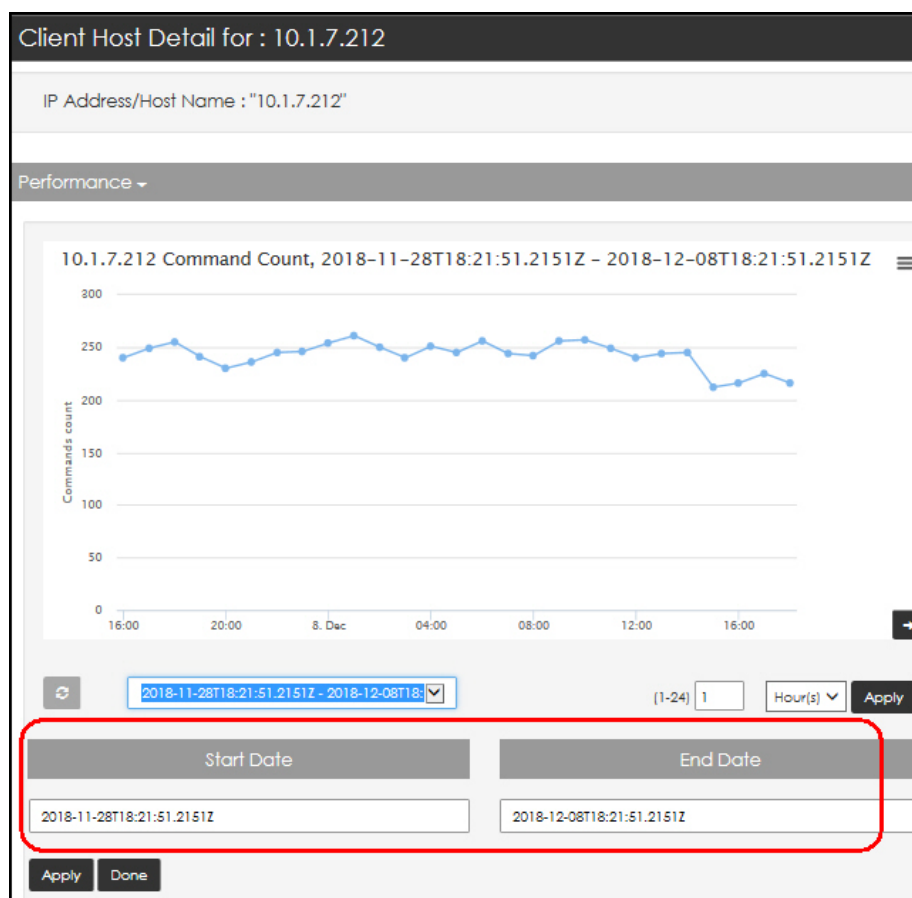 Client Host Detail for : 10.1.7.212
IP Address/Host Name : "10.1.7.212"
Performance
10.1.7.212 Command Count, 2018-11-28T18:21:51.2151Z - 2018-12-08T18:21:51.2151Z
300
250
200
150
100
50
0
Commands count
16:00 20:00 8. Dec 04:00 08:00 12:00 16:00
2018-11-28T18:21:51.2151Z - 2018-12-08T18: (1-24) 1 Hour(s) Apply
Start Date End Date
2018-11-28T18:21:51.2151Z 2018-12-08T18:21:51.2151Z
Apply Done